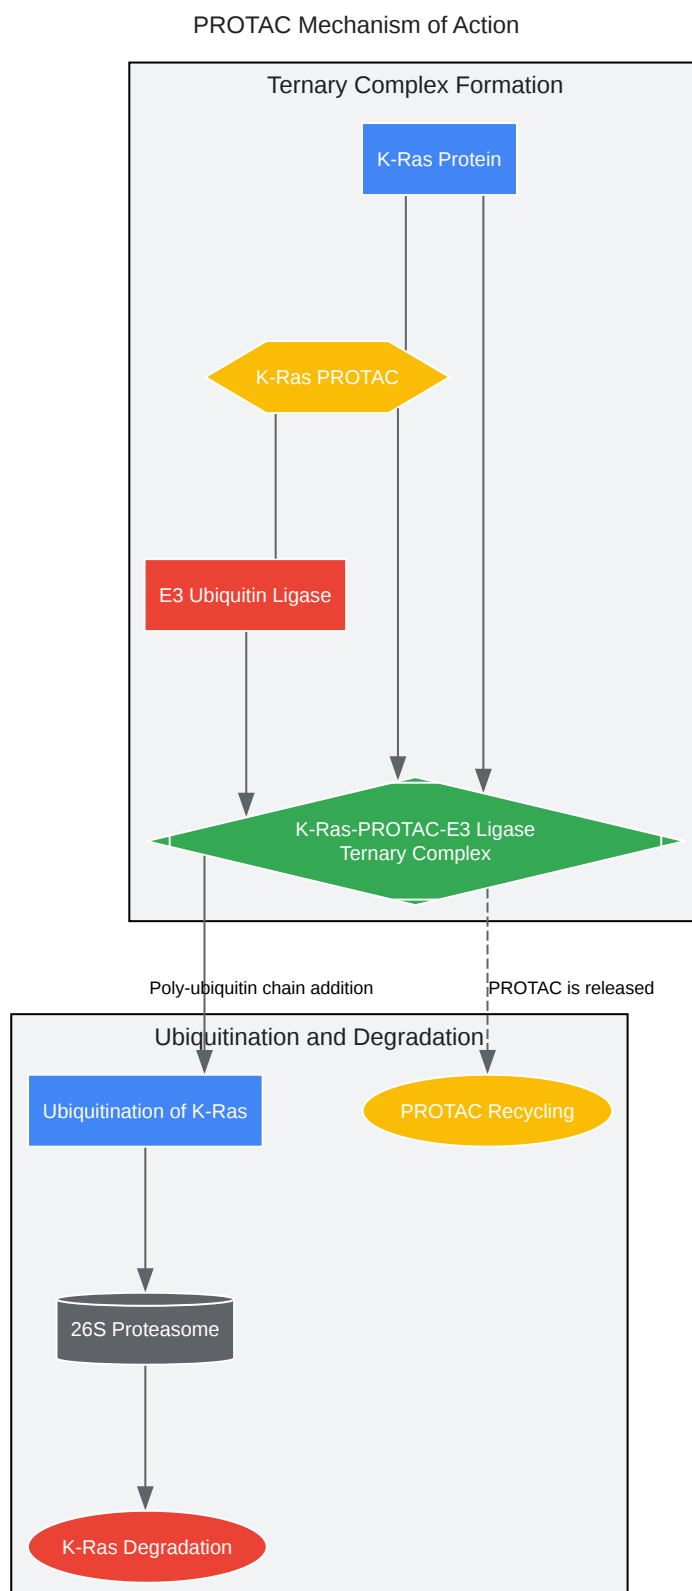 PROTAC Mechanism of Action
Ternary Complex Formation
K-Ras Protein
K-Ras PROTAC
E3 Ubiquitin Ligase
K-Ras-PROTAC-E3 Ligase
Ternary Complex
Poly-ubiquitin chain addition
PROTAC is released
Ubiquitination and Degradation
Ubiquitination of K-Ras
PROTAC Recycling
26S Proteasome
K-Ras Degradation